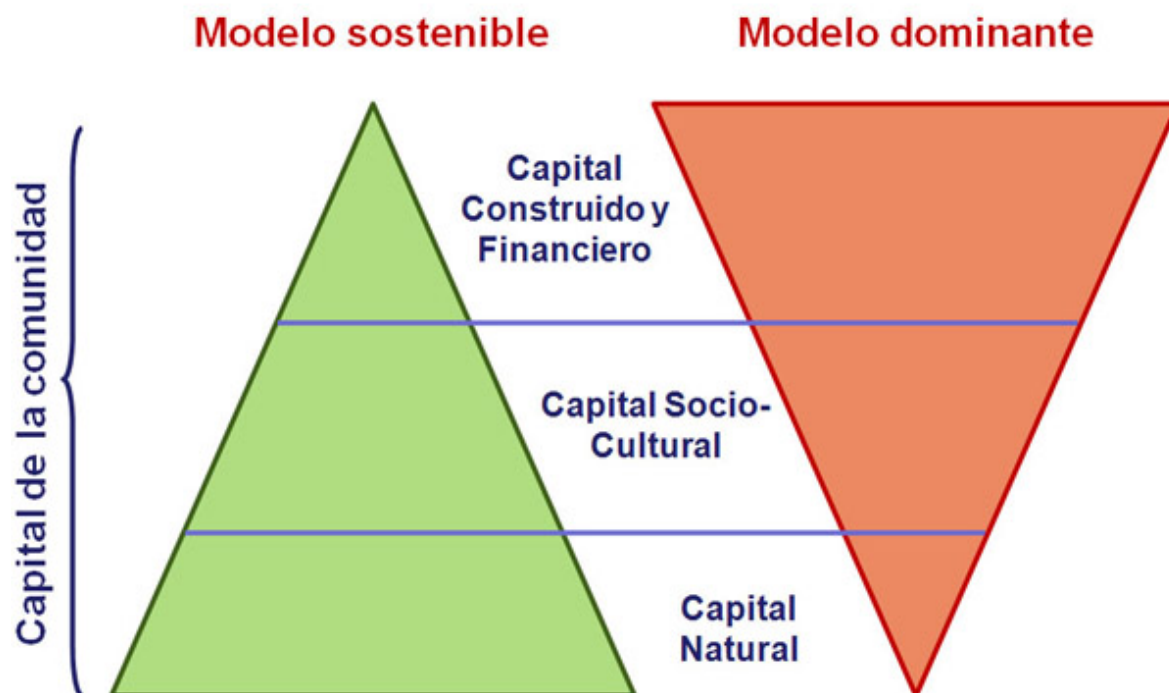 Modelo sostenible
Modelo dominante
Capital de la comunidad
Capital
Construido y
Financiero
Capital Socio-
Cultural
Capital
Natural